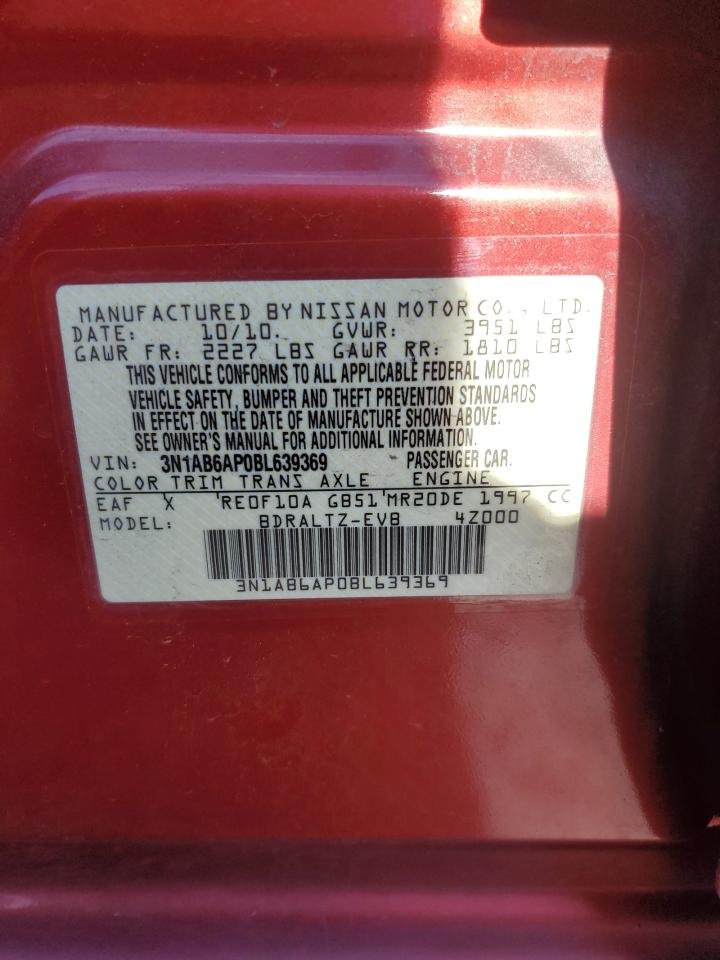 MANUFACTURED BY NISSAN MOTOR CO., LTD.
DATE: 10/10. GVWR: 3951 LBS
GAWR FR: 2227 LBS GAWR RR: 1810 LBS
THIS VEHICLE CONFORMS TO ALL APPLICABLE FEDERAL MOTOR
VEHICLE SAFETY, BUMPER AND THEFT PREVENTION STANDARDS
IN EFFECT ON THE DATE OF MANUFACTURE SHOWN ABOVE.
SEE OWNER'S MANUAL FOR ADDITIONAL INFORMATION.
VIN: 3N1AB6AP0BL639369 PASSENGER CAR.
COLOR TRIM TRANS AXLE ENGINE
EAF X RE0F10A GB51 MR20DE 1997 CC
MODEL: BDRALTZ-EVB 4Z000
3N1AB6AP0BL639369